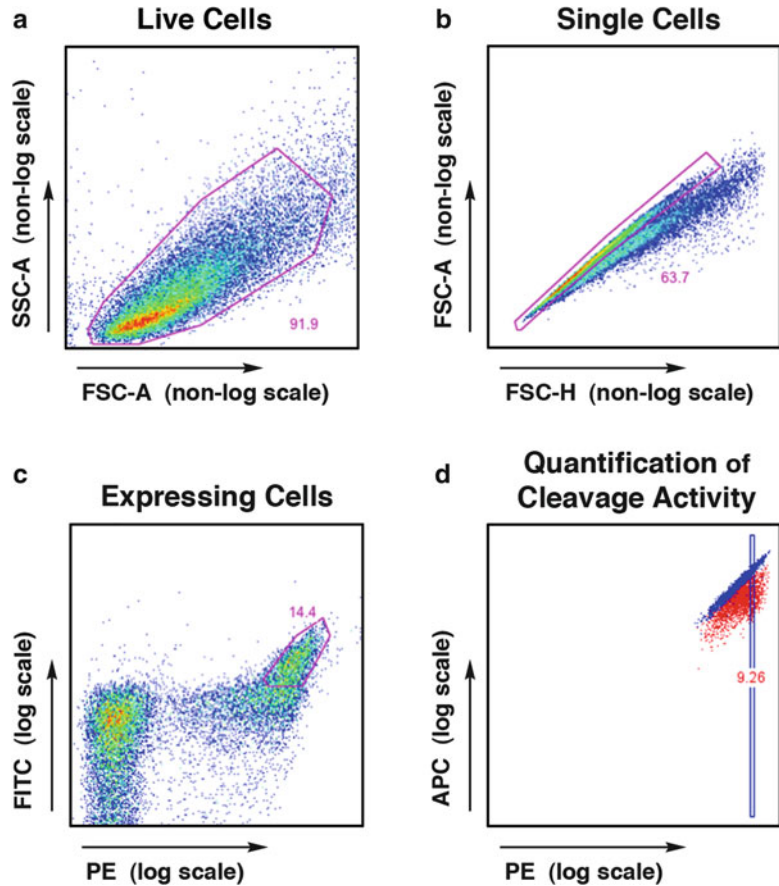 a
Live Cells
SSC-A (non-log scale)
91.9
FSC-A (non-log scale)
b
Single Cells
FSC-A (non-log scale)
63.7
FSC-H (non-log scale)
c
Expressing Cells
FITC (log scale)
14.4
PE (log scale)
d
Quantification of
Cleavage Activity
APC (log scale)
9.26
PE (log scale)